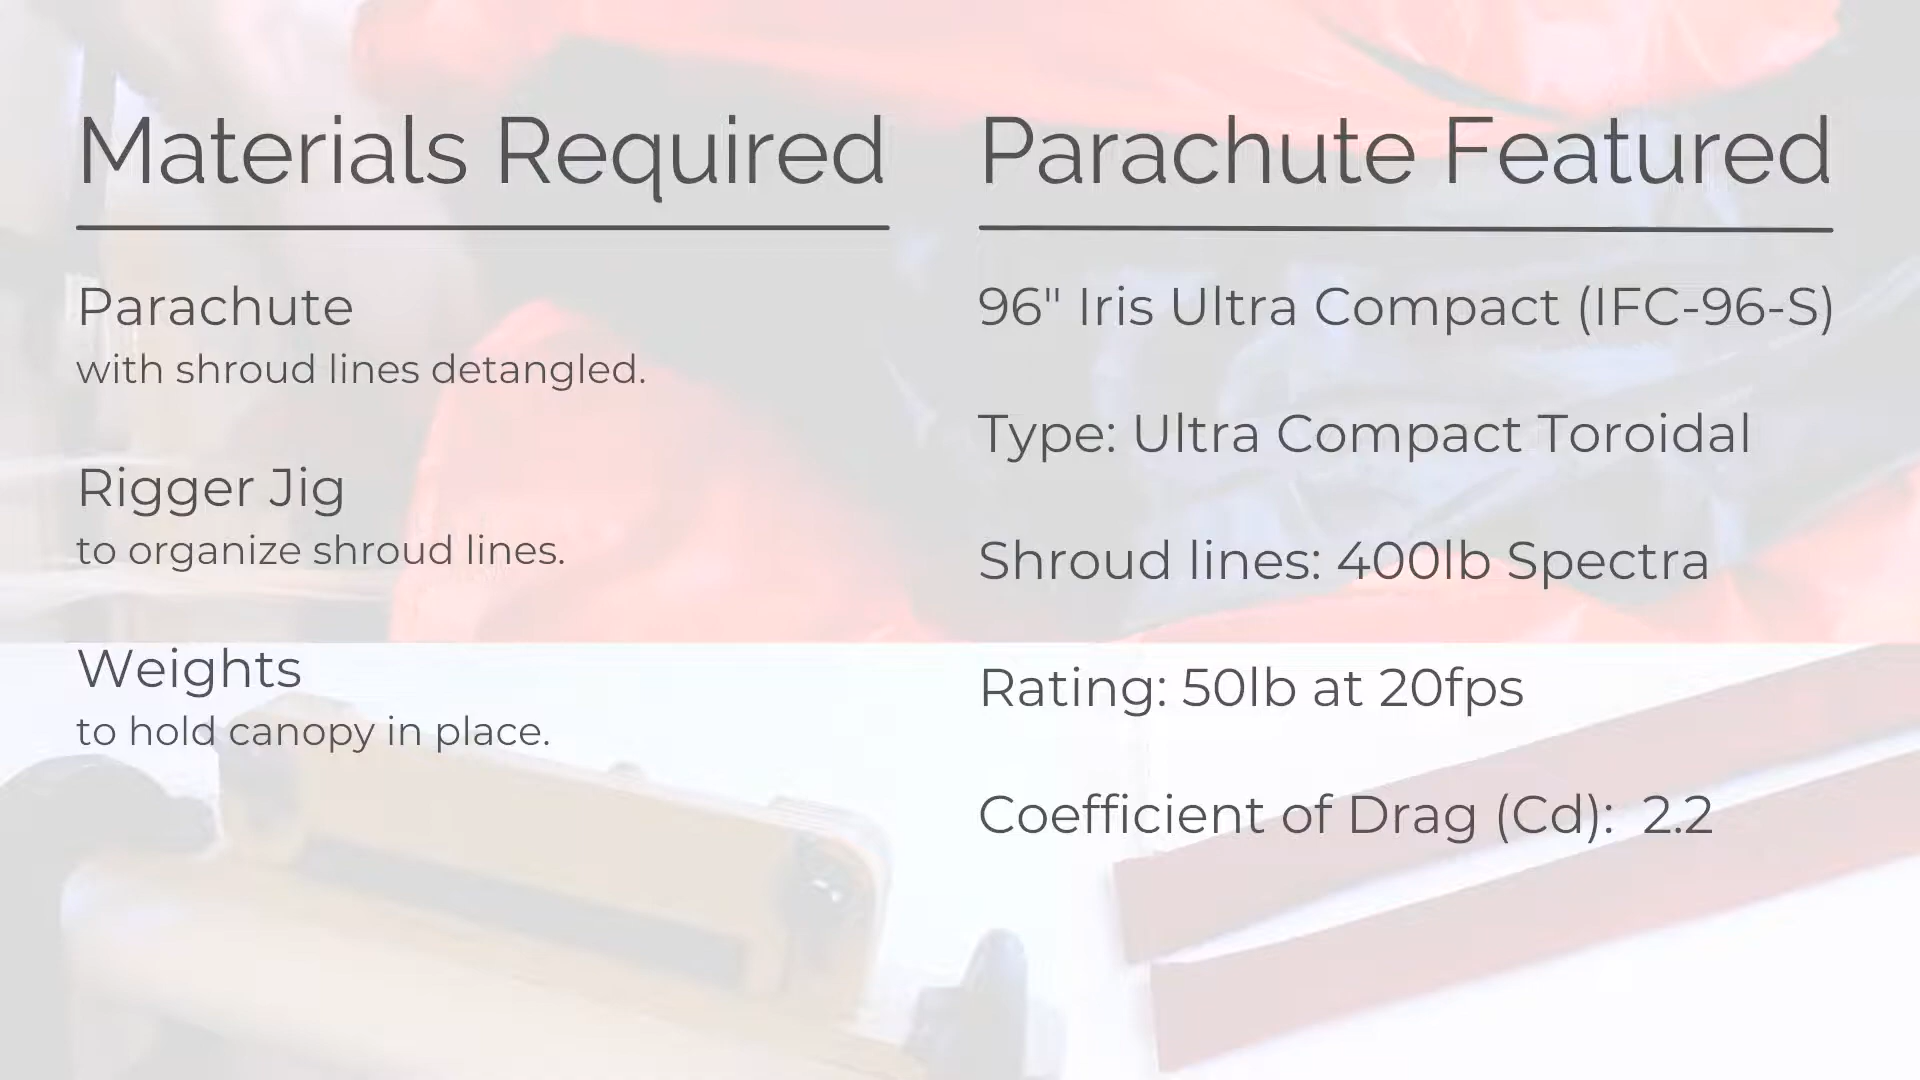 Materials Required
Parachute
with shroud lines detangled.
Rigger Jig
to organize shroud lines.
Weights
to hold canopy in place.
Parachute Featured
96" Iris Ultra Compact (IFC-96-S)
Type: Ultra Compact Toroidal
Shroud lines: 400lb Spectra
Rating: 50lb at 20fps
Coefficient of Drag (Cd):  2.2